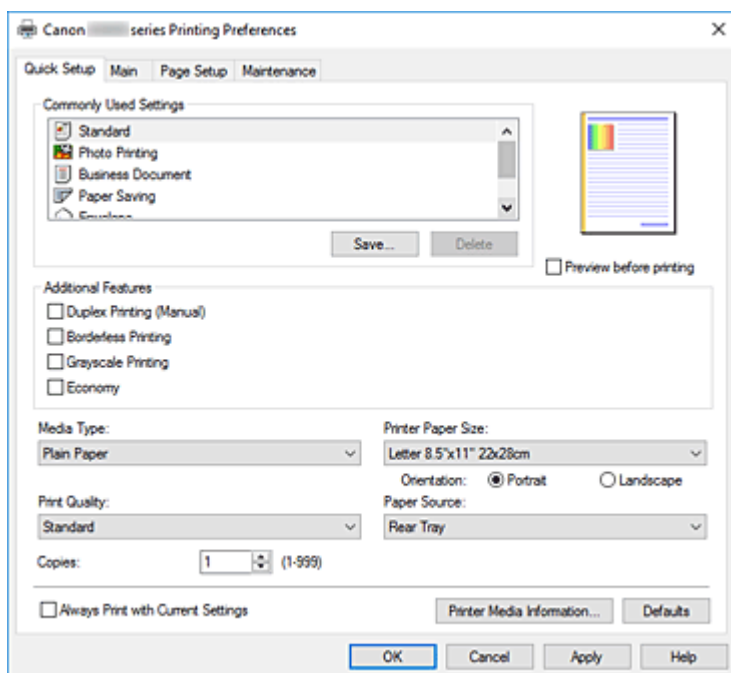 Canon series Printing Preferences
Quick Setup Main Page Setup Maintenance
Commonly Used Settings
Standard
Photo Printing
Business Document
Paper Saving
Envelope
Save... Delete
Preview before printing
Additional Features
Duplex Printing (Manual)
Borderless Printing
Grayscale Printing
Economy
Media Type: Printer Paper Size:
Plain Paper Letter 8.5"x11" 22x28cm
Orientation: Portrait Landscape
Print Quality: Paper Source:
Standard Rear Tray
Copies: 1 (1-999)
Always Print with Current Settings Printer Media Information... Defaults
OK Cancel Apply Help